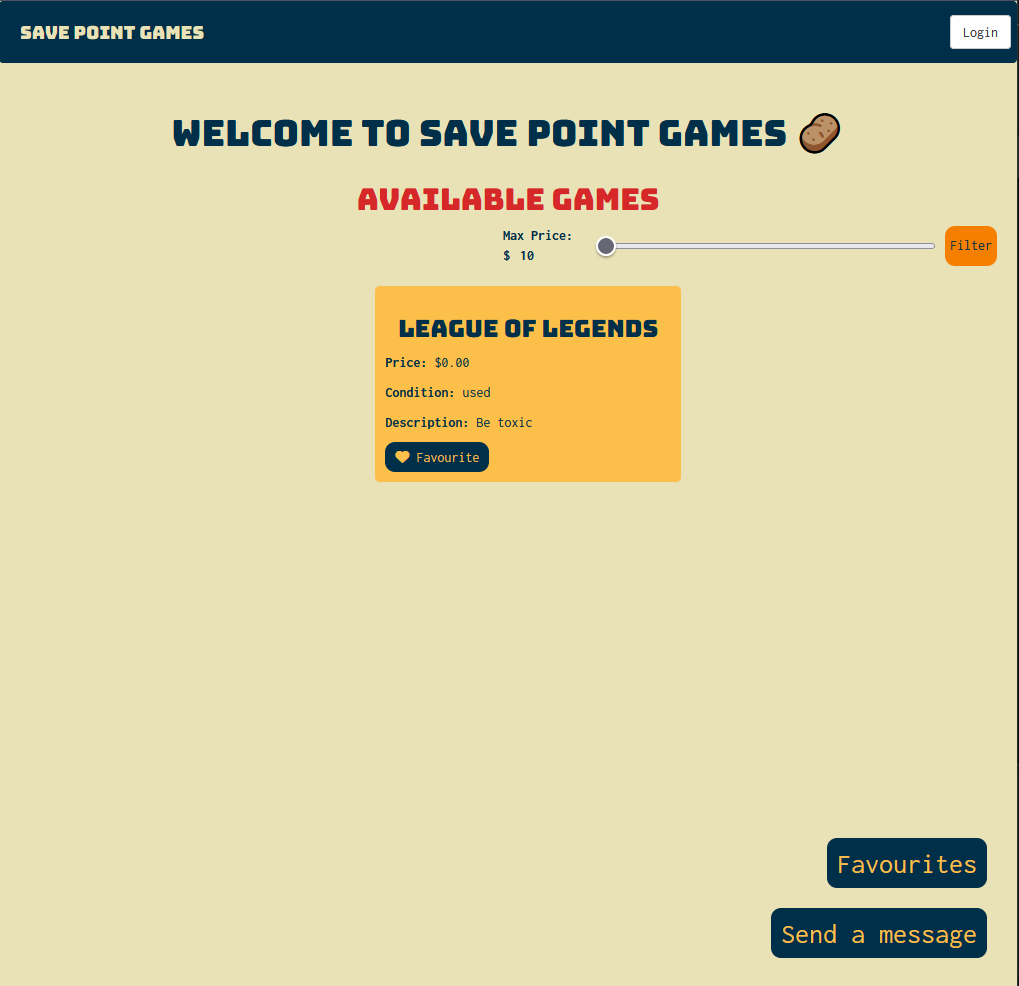 SAVE POINT GAMES
Login
WELCOME TO SAVE POINT GAMES 🥔
AVAILABLE GAMES
Max Price:
$ 10
Filter
LEAGUE OF LEGENDS
Price: $0.00
Condition: used
Description: Be toxic
Favourite
Favourites
Send a message